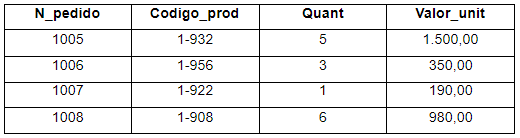 N_pedido Codigo_prod Quant Valor_unit
1005 1-932 5 1.500,00
1006 1-956 3 350,00
1007 1-922 1 190,00
1008 1-908 6 980,00